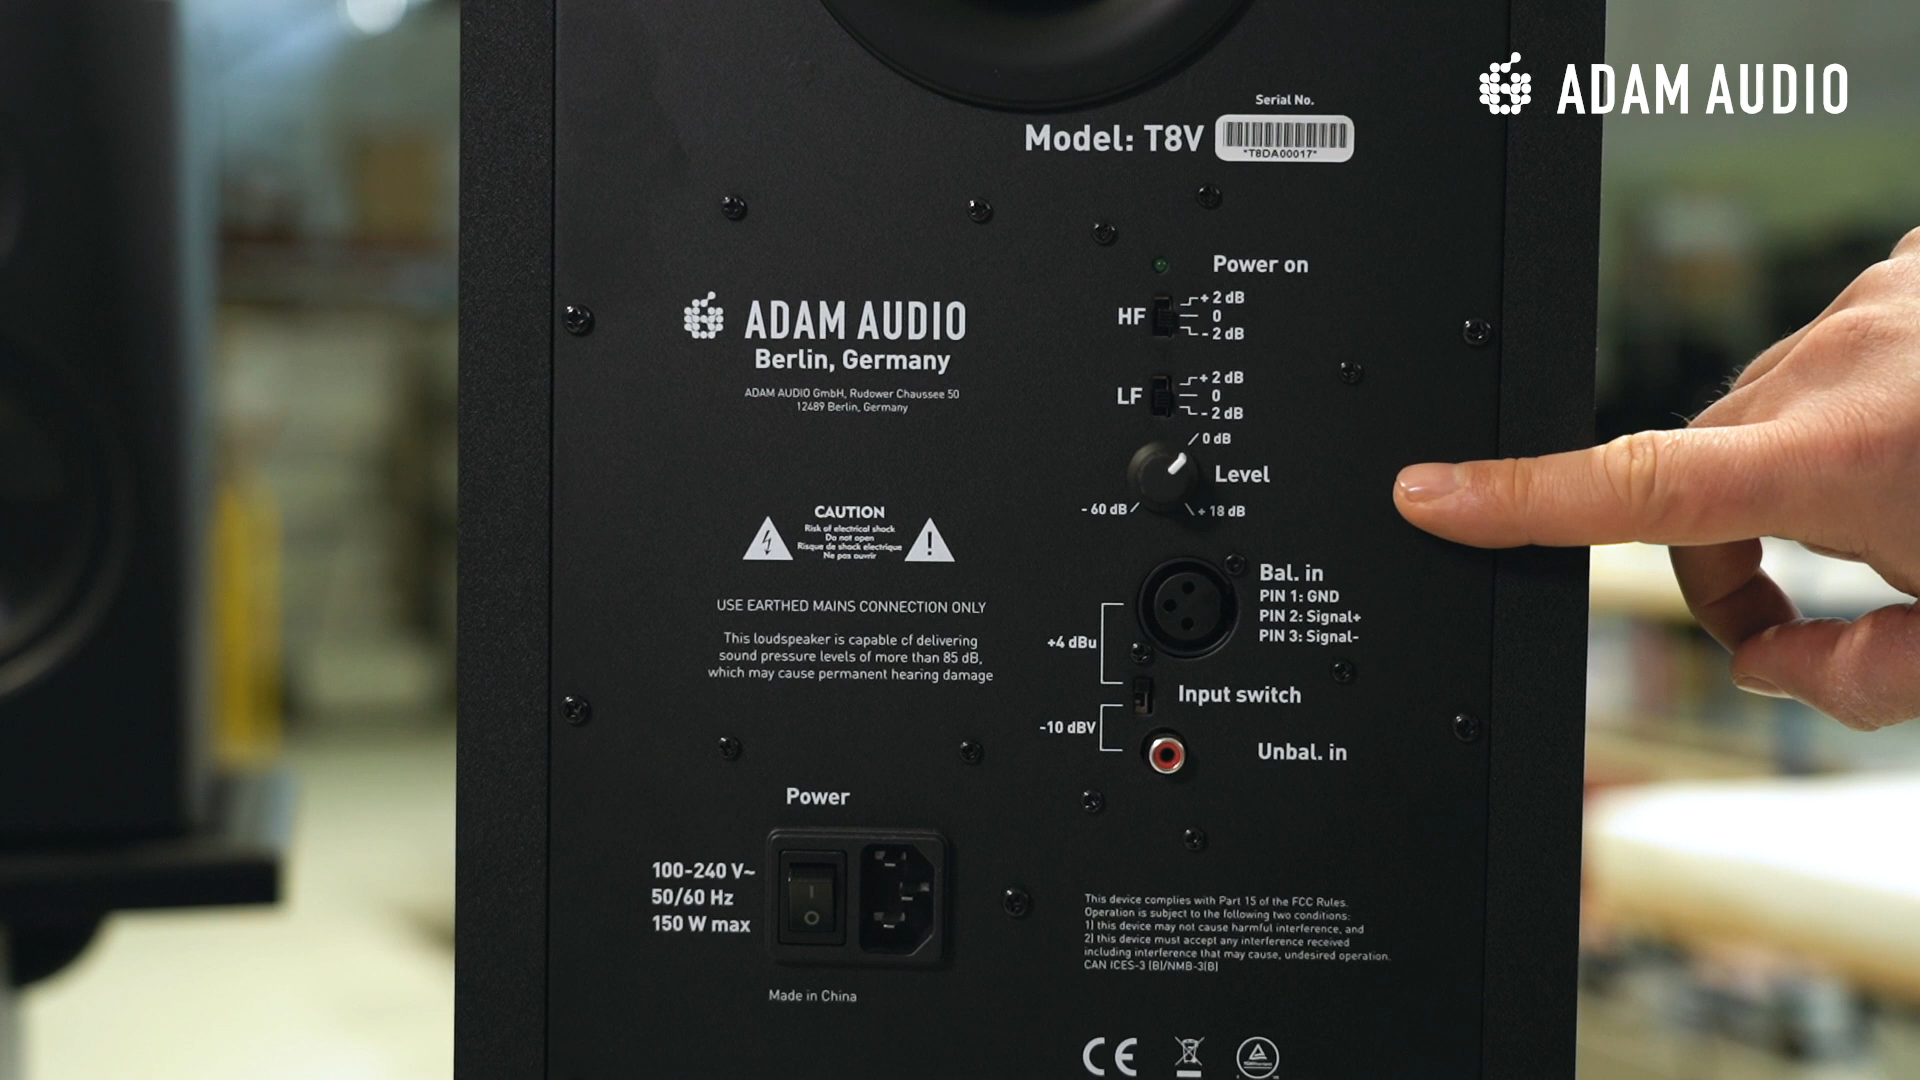 ADAM AUDIO
Serial No.
Model: T8V
*T8DA00017*
Power on
HF
+ 2 dB
0
- 2 dB
ADAM AUDIO
Berlin, Germany
ADAM AUDIO GmbH, Rudower Chaussee 50
12489 Berlin, Germany
LF
+ 2 dB
0
- 2 dB
0 dB
Level
- 60 dB
+ 18 dB
CAUTION
Risk of electrical shock
Do not open
Risque de shock electrique
Ne pas ouvrir
USE EARTHED MAINS CONNECTION ONLY
This loudspeaker is capable of delivering
sound pressure levels of more than 85 dB,
which may cause permanent hearing damage
Bal. in
PIN 1: GND
PIN 2: Signal+
PIN 3: Signal-
+4 dBu
Input switch
-10 dBV
Unbal. in
Power
100-240 V~
50/60 Hz
150 W max
Made in China
This device complies with Part 15 of the FCC Rules.
Operation is subject to the following two conditions:
1) this device may not cause harmful interference, and
2) this device must accept any interference received
including interference that may cause, undesired operation.
CAN ICES-3 (B)/NMB-3(B)
CE